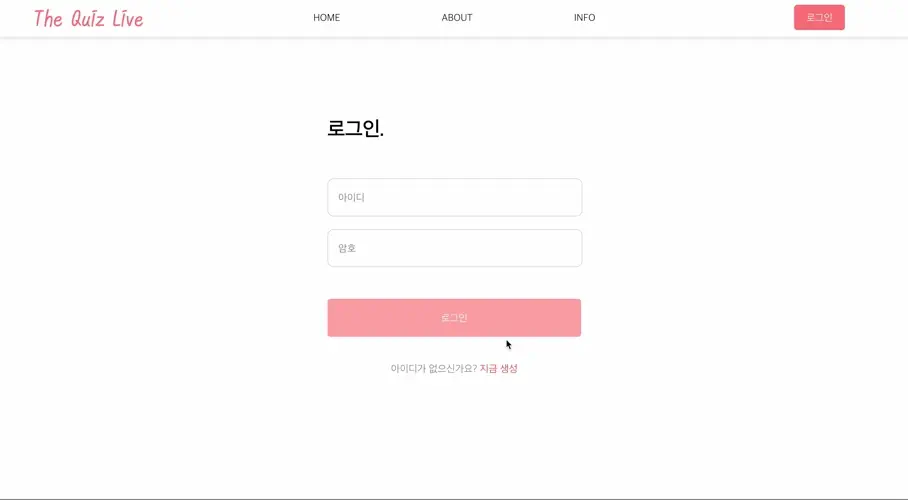 The Quiz Live
HOME
ABOUT
INFO
로그인
로그인.
아이디
암호
로그인
아이디가 없으신가요? 지금 생성